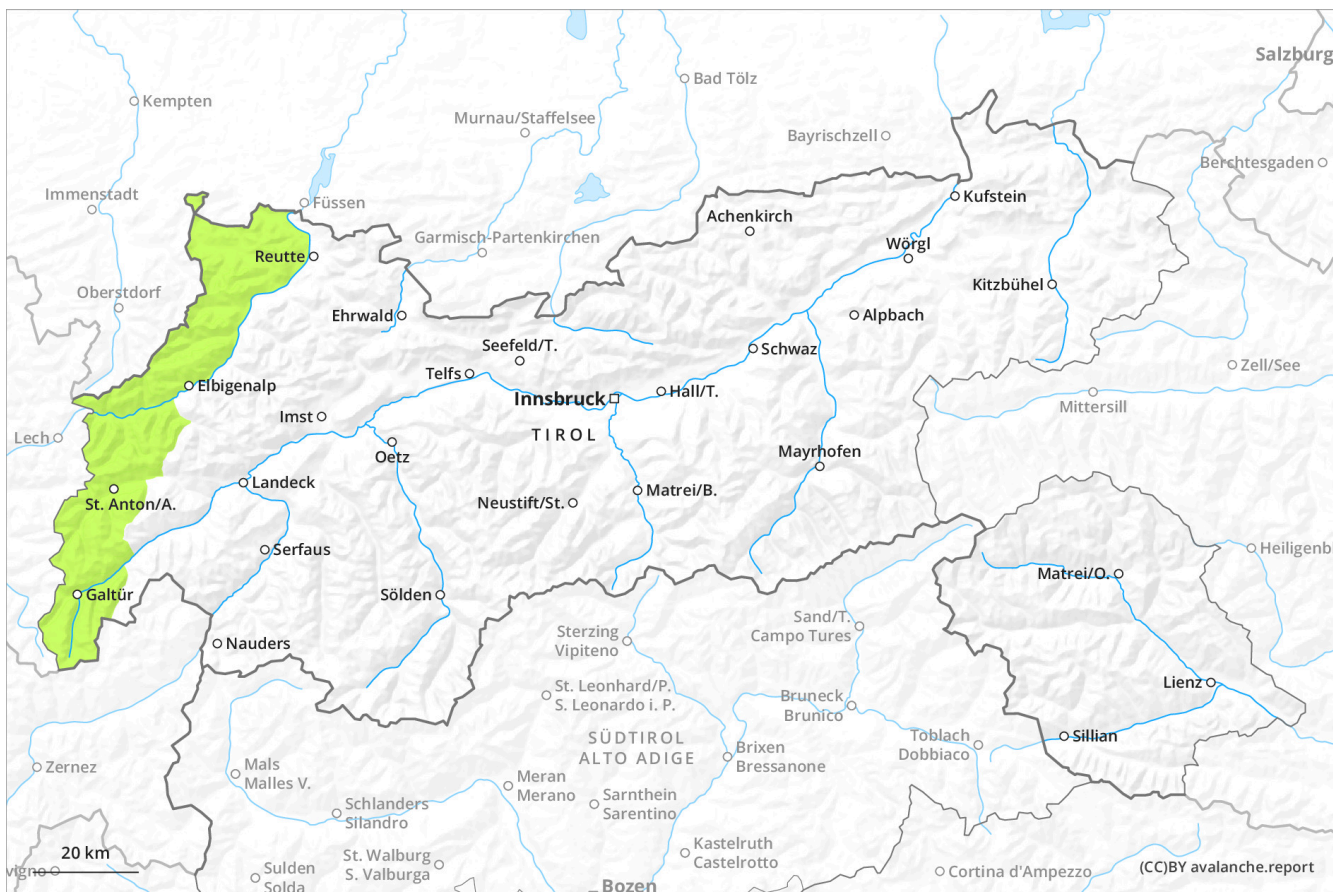 Salzburg
Bad Tölz
Kempten
Murnau/Staffelsee
Bayrischzell
Berchtesgaden
Immenstadt
Füssen
Kufstein
Achenkirch
Garmisch-Partenkirchen
Wörgl
Reutte
Kitzbühel
Oberstdorf
Ehrwald
Alpbach
Seefeld/T.
Schwaz
Zell/See
Telfs
Elbigenalp
Hall/T.
Innsbruck
Mittersill
Imst
TIROL
Lech
Oetz
Mayrhofen
Landeck
St. Anton/A.
Neustift/St.
Matrei/B.
Serfaus
Heiligenb
Matrei/O.
Galtür
Sölden
Sand/T.
Campo Tures
Nauders
Sterzing
Vipiteno
Lienz
St. Leonhard/P.
S. Leonardo i. P.
Bruneck
Brunico
Sillian
SÜDTIROL
ALTO ADIGE
Toblach
Dobbiaco
Brixen
Bressanone
Zernez
Mals
Malles V.
Meran
Merano
Sarnthein
Sarentino
Schlanders
Silandro
20 km
St. Walburg
S. Valburga
Kastelruth
Castelrotto
vigno
Sulden
Solda
Cortina d'Ampezzo
(CC)BY avalanche.report
Bozen